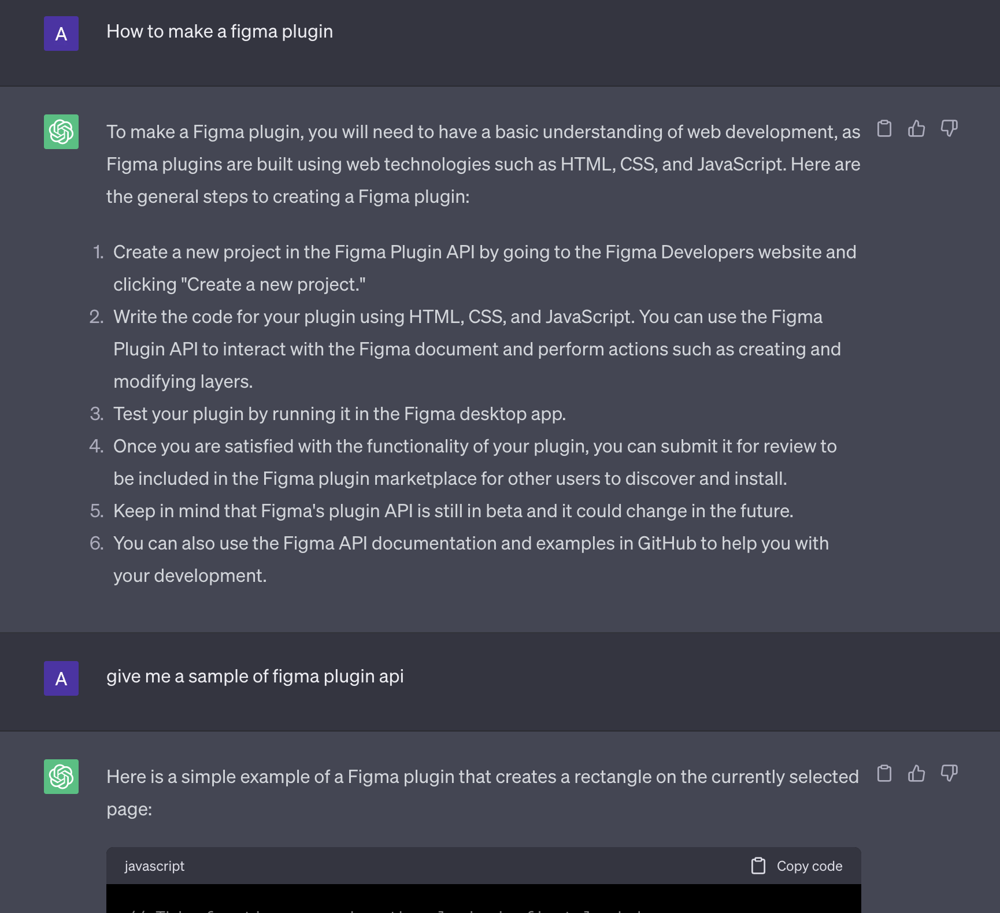 A
How to make a figma plugin
To make a Figma plugin, you will need to have a basic understanding of web development, as
Figma plugins are built using web technologies such as HTML, CSS, and JavaScript. Here are
the general steps to creating a Figma plugin:
1. Create a new project in the Figma Plugin API by going to the Figma Developers website and
clicking "Create a new project."
2. Write the code for your plugin using HTML, CSS, and JavaScript. You can use the Figma
Plugin API to interact with the Figma document and perform actions such as creating and
modifying layers.
3. Test your plugin by running it in the Figma desktop app.
4. Once you are satisfied with the functionality of your plugin, you can submit it for review to
be included in the Figma plugin marketplace for other users to discover and install.
5. Keep in mind that Figma's plugin API is still in beta and it could change in the future.
6. You can also use the Figma API documentation and examples in GitHub to help you with
your development.
A
give me a sample of figma plugin api
Here is a simple example of a Figma plugin that creates a rectangle on the currently selected
page:
javascript
Copy code